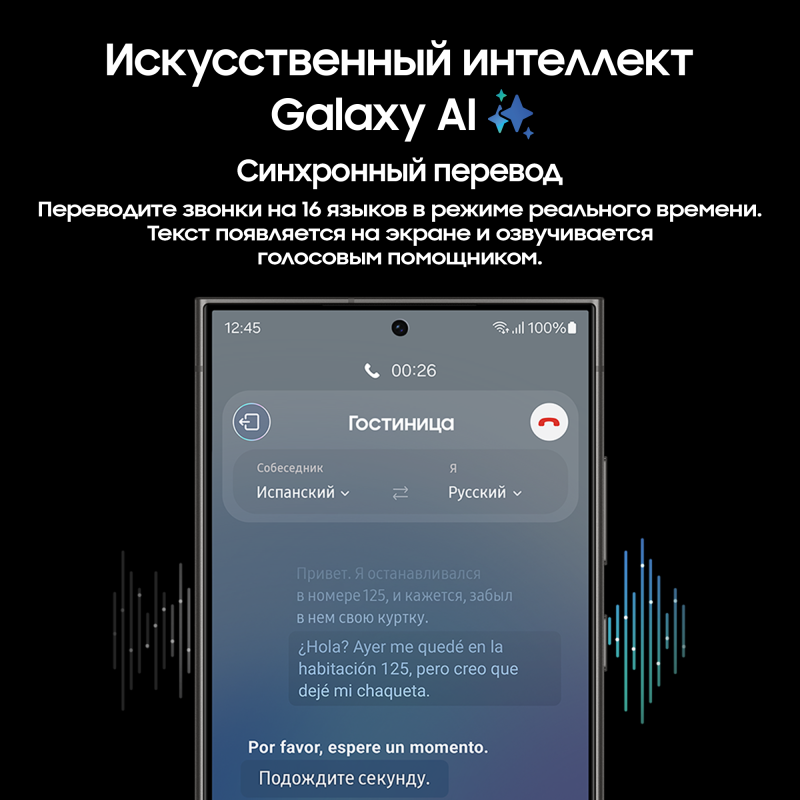 Искусственный интеллект
Galaxy AI
Синхронный перевод
Переводите звонки на 16 языков в режиме реального времени.
Текст появляется на экране и озвучивается
голосовым помощником.
12:45
100%
00:26
Гостиница
Собеседник Я
Испанский Русский
Привет. Я останавливался
в номере 125, и кажется, забыл
в нем свою куртку.
¿Hola? Ayer me quedé en la
habitación 125, pero creo que
dejé mi chaqueta.
Por favor, espere un momento.
Подождите секунду.